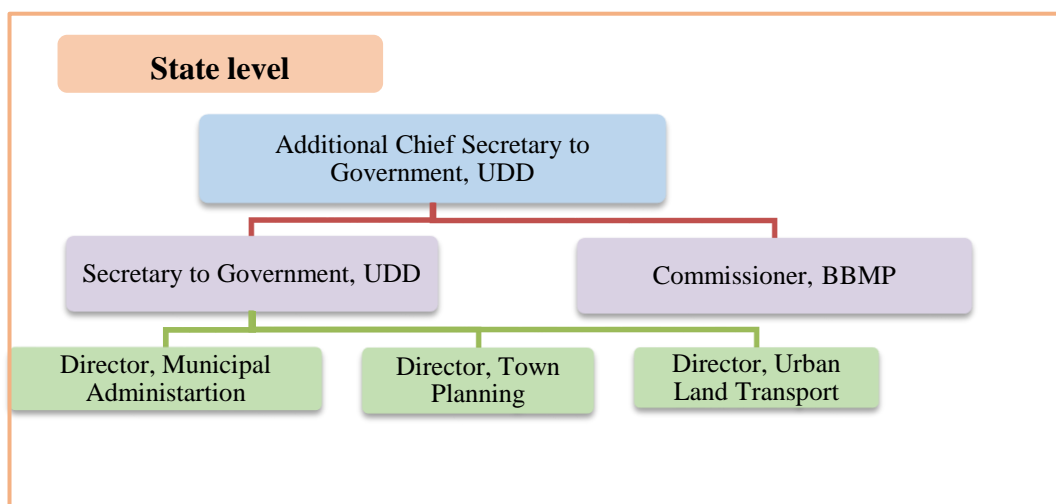 State level
Additional Chief Secretary to
Government, UDD
Secretary to Government, UDD
Commissioner, BBMP
Director, Municipal
Administartion
Director, Town
Planning
Director, Urban
Land Transport